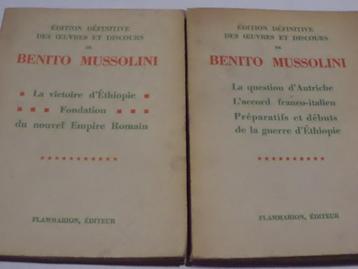 ÉDITION DÉFINITIVE
DES ŒUVRES ET DISCOURS
DE
BENITO MUSSOLINI
La victoire d'Éthiopie
Fondation
du nouvel Empire Romain
FLAMMARION, ÉDITEUR
ÉDITION DÉFINITIVE
DES ŒUVRES ET DISCOURS
DE
BENITO MUSSOLINI
La question d'Autriche
L'accord franco-italien
Préparatifs et débuts
de la guerre d'Éthiopie
FLAMMARION, ÉDITEUR